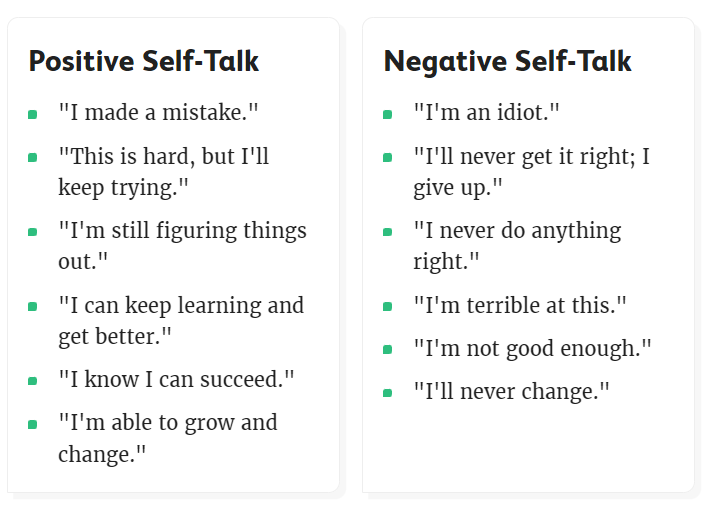 Positive Self-Talk
"I made a mistake."
"This is hard, but I'll
keep trying."
"I'm still figuring things
out."
"I can keep learning and
get better."
"I know I can succeed."
"I'm able to grow and
change."
Negative Self-Talk
"I'm an idiot."
"I'll never get it right; I
give up."
"I never do anything
right."
"I'm terrible at this."
"I'm not good enough."
"I'll never change."